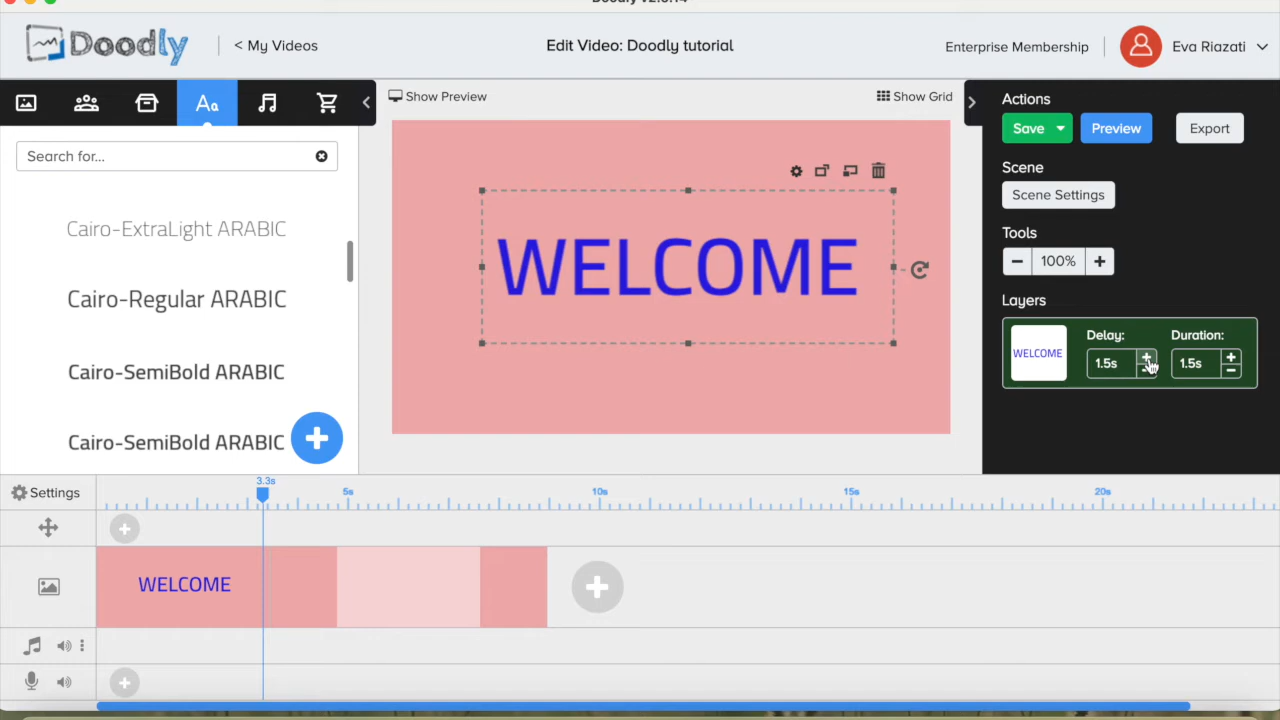 Doodly
< My Videos
Edit Video: Doodly tutorial
Enterprise Membership
Eva Riazati
Aa
Show Preview
Show Grid
Search for...
Cairo-ExtraLight ARABIC
Cairo-Regular ARABIC
Cairo-SemiBold ARABIC
Cairo-SemiBold ARABIC
WELCOME
Actions
Save
Preview
Export
Scene
Scene Settings
Tools
100%
Layers
WELCOME
Delay:
1.5s
Duration:
1.5s
Settings
3.3s
5s
10s
15s
20s
WELCOME